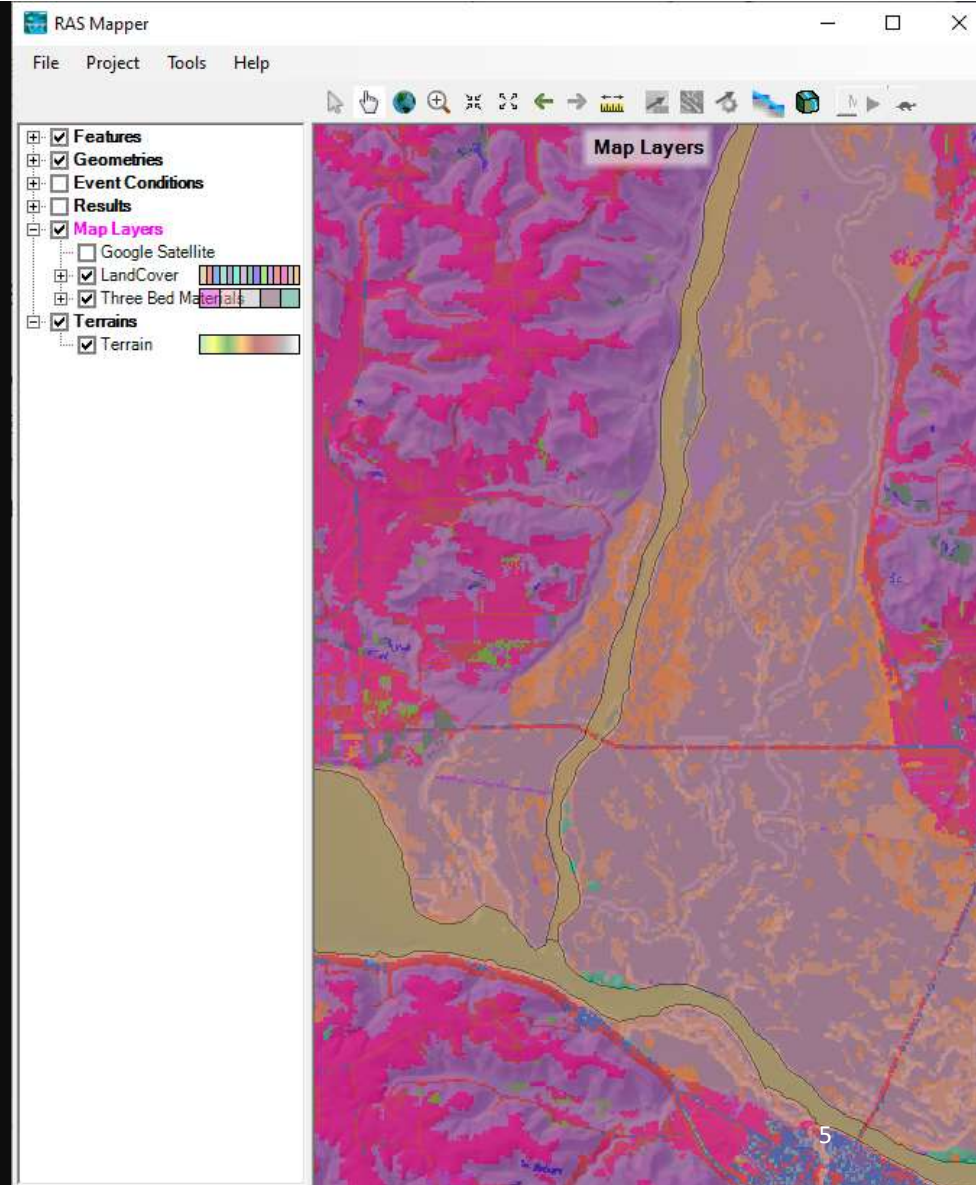 RAS Mapper
File Project Tools Help
Features
Geometries
Event Conditions
Results
Map Layers
Google Satellite
LandCover
Three Bed Materials
Terrains
Terrain
Map Layers
5